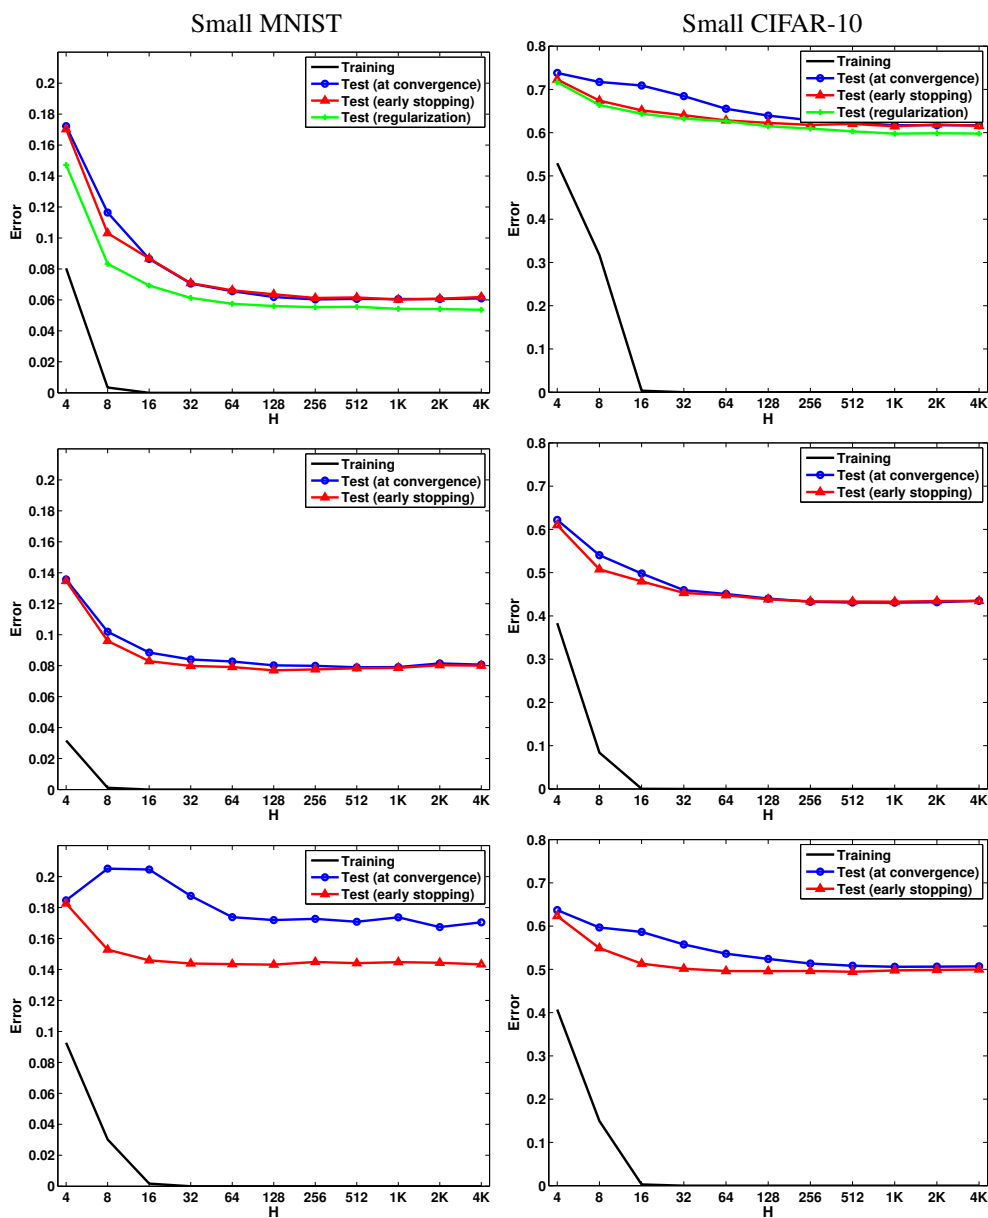 Small MNIST
Small CIFAR-10
Training
Test (at convergence)
Test (early stopping)
Test (regularization)
0.2
0.18
0.16
0.14
0.12
0.1
0.08
0.06
0.04
0.02
0
Error
4 8 16 32 64 128 256 512 1K 2K 4K
H
Training
Test (at convergence)
Test (early stopping)
Test (regularization)
0.8
0.7
0.6
0.5
0.4
0.3
0.2
0.1
0
Error
4 8 16 32 64 128 256 512 1K 2K 4K
H
Training
Test (at convergence)
Test (early stopping)
0.2
0.18
0.16
0.14
0.12
0.1
0.08
0.06
0.04
0.02
0
Error
4 8 16 32 64 128 256 512 1K 2K 4K
H
Training
Test (at convergence)
Test (early stopping)
0.8
0.7
0.6
0.5
0.4
0.3
0.2
0.1
0
Error
4 8 16 32 64 128 256 512 1K 2K 4K
H
Training
Test (at convergence)
Test (early stopping)
0.2
0.18
0.16
0.14
0.12
0.1
0.08
0.06
0.04
0.02
0
Error
4 8 16 32 64 128 256 512 1K 2K 4K
H
Training
Test (at convergence)
Test (early stopping)
0.8
0.7
0.6
0.5
0.4
0.3
0.2
0.1
0
Error
4 8 16 32 64 128 256 512 1K 2K 4K
H